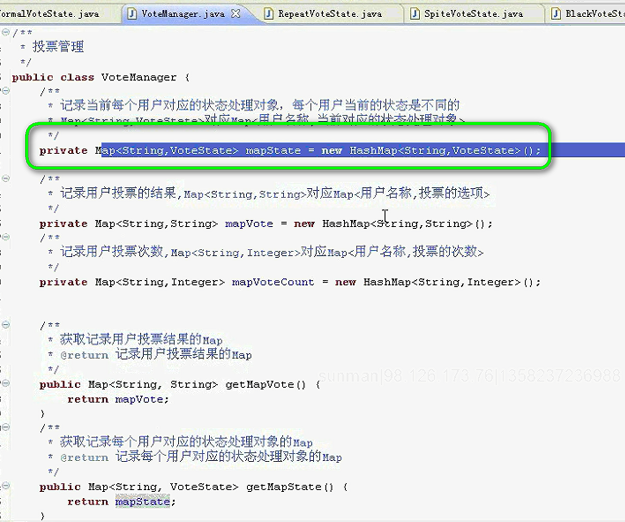 ormalVoteState.java VoteManager.java RepeatVoteState.java SpiteVoteState.java BlackVoteSt
/**
* 投票管理
*/
public class VoteManager {
/**
* 记录当前每个用户对应的状态处理对象，每个用户当前的状态是不同的
* Map<String,VoteState>对应Map<用户名称,当前对应的状态处理对象>
*/
private Map<String,VoteState> mapState = new HashMap<String,VoteState>();
/**
* 记录用户投票的结果,Map<String,String>对应Map<用户名称,投票的选项>
*/
private Map<String,String> mapVote = new HashMap<String,String>();
/**
* 记录用户投票次数,Map<String,Integer>对应Map<用户名称,投票的次数>
*/
private Map<String,Integer> mapVoteCount = new HashMap<String,Integer>();
/**
* 获取记录用户投票结果的Map
* @return 记录用户投票结果的Map
*/
public Map<String, String> getMapVote() {
return mapVote;
}
/**
* 获取记录每个用户对应的状态处理对象的Map
* @return 记录每个用户对应的状态处理对象的Map
*/
public Map<String, VoteState> getMapState() {
return mapState;
}